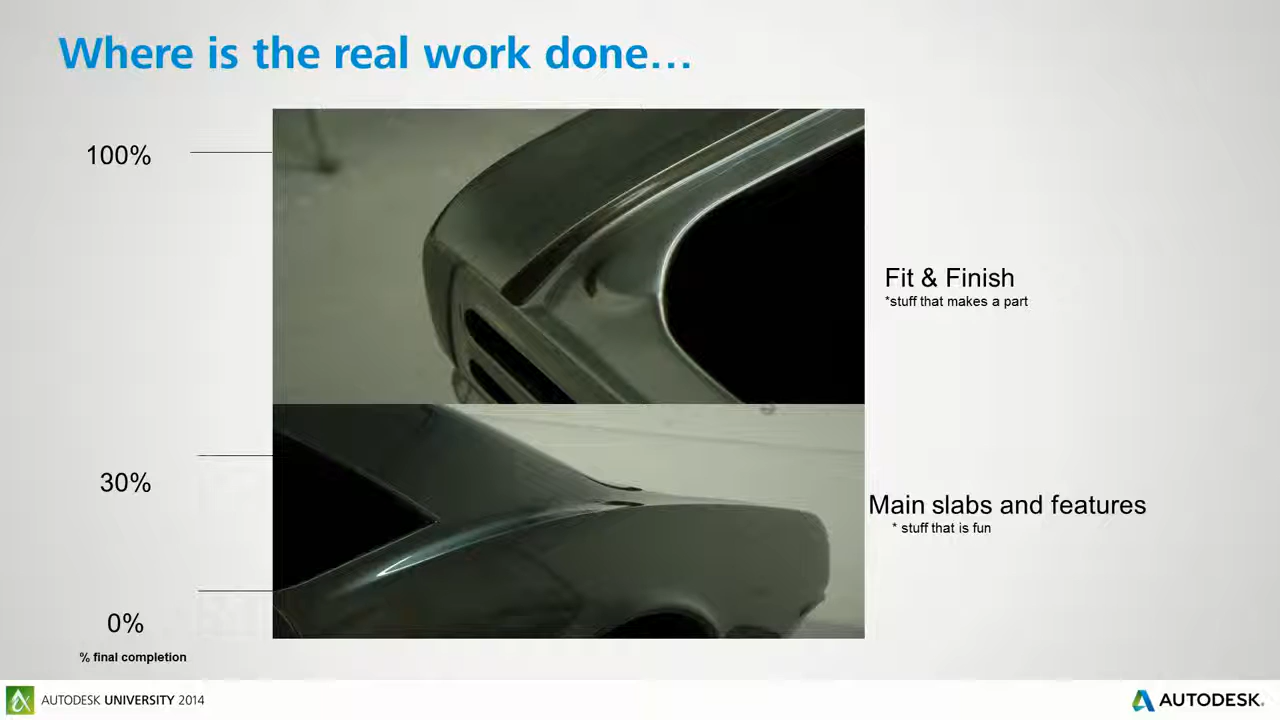 Where is the real work done…
100%
Fit & Finish
*stuff that makes a part
30%
Main slabs and features
* stuff that is fun
0%
% final completion
AUTODESK UNIVERSITY 2014
AUTODESK.